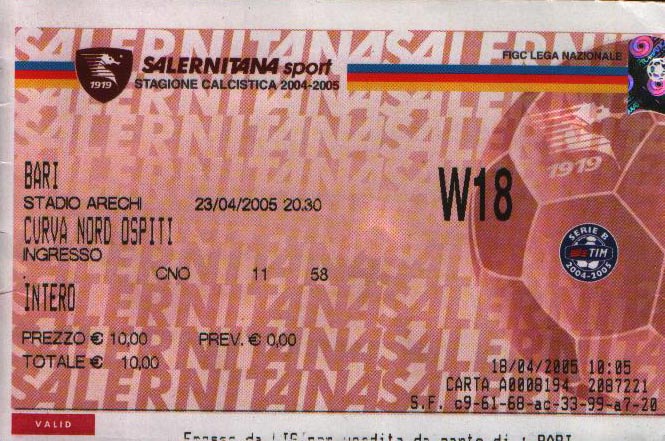 SALERNITANA sport
STAGIONE CALCISTICA 2004-2005
FIGC LEGA NAZIONALE
1919
1919
BARI
STADIO ARECHI 23/04/2005 20.30
W18
CURVA NORD OSPITI
INGRESSO
CNO 11 58
SERIE B
TIM
2004-2005
INTERO
PREZZO € 10,00 PREV. € 0,00
TOTALE € 10,00
18/04/2005 10:05
CARTA A0008194 2087221
S.F. c9-61-68-ac-33-99-a7-20
VALID